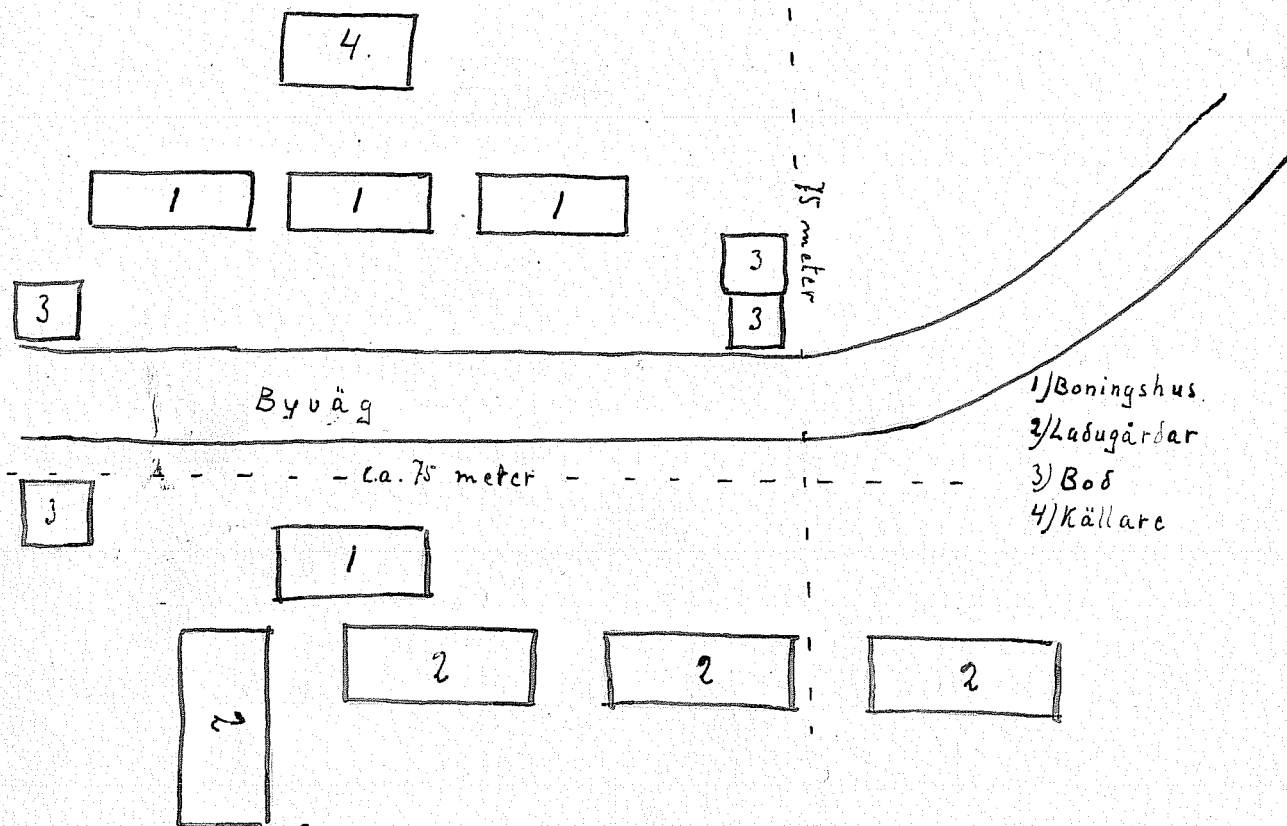 4.
1 1 1
75 meter
3
3
3
Byväg
ca. 75 meter
3
1
2 2 2
2
1) Boningshus.
2) Ladugårdar
3) Bod
4) Källare